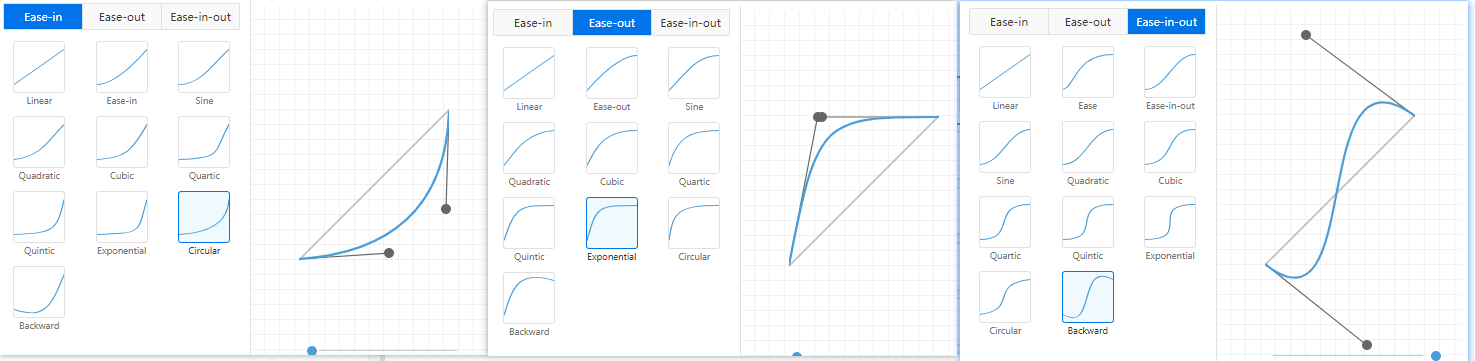 Ease-in Ease-out Ease-in-out
Linear Ease-in Sine
Quadratic Cubic Quartic
Quintic Exponential Circular
Backward
Ease-in Ease-out Ease-in-out
Linear Ease-out Sine
Quadratic Cubic Quartic
Quintic Exponential Circular
Backward
Ease-in Ease-out Ease-in-out
Linear Ease Ease-in-out
Sine Quadratic Cubic
Quartic Quintic Exponential
Circular Backward